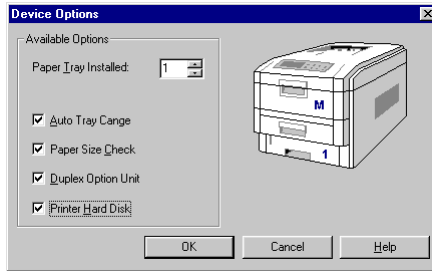 Device Options
Available Options
Paper Tray Installed: 1
Auto Tray Cange
Paper Size Check
Duplex Option Unit
Printer Hard Disk
M
1
OK Cancel Help